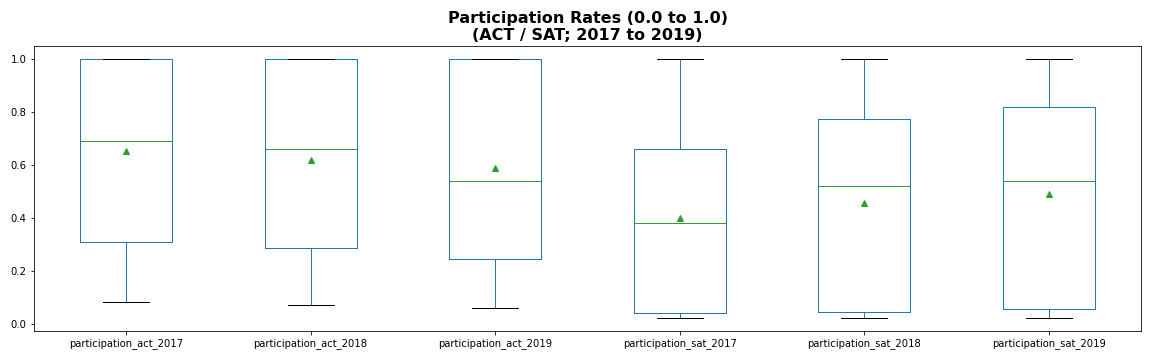 Participation Rates (0.0 to 1.0)
(ACT / SAT; 2017 to 2019)
1.0
0.8
0.6
0.4
0.2
0.0
participation_act_2017
participation_act_2018
participation_act_2019
participation_sat_2017
participation_sat_2018
participation_sat_2019